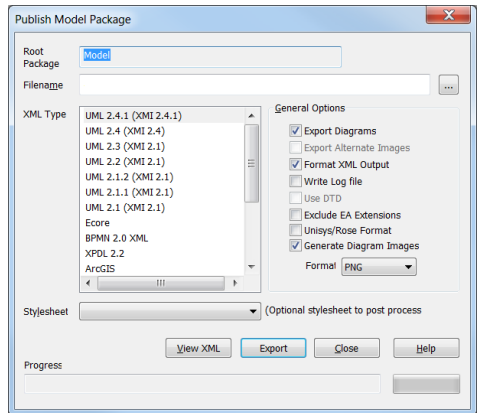 Publish Model Package
Root
Package
Model
Filename
...
XML Type
UML 2.4.1 (XMI 2.4.1)
UML 2.4 (XMI 2.4)
UML 2.3 (XMI 2.1)
UML 2.2 (XMI 2.1)
UML 2.1.2 (XMI 2.1)
UML 2.1.1 (XMI 2.1)
UML 2.1 (XMI 2.1)
Ecore
BPMN 2.0 XML
XPDL 2.2
ArcGIS
General Options
Export Diagrams
Export Alternate Images
Format XML Output
Write Log file
Use DTD
Exclude EA Extensions
Unisys/Rose Format
Generate Diagram Images
Format PNG
Stylesheet
(Optional stylesheet to post process
View XML Export Close Help
Progress